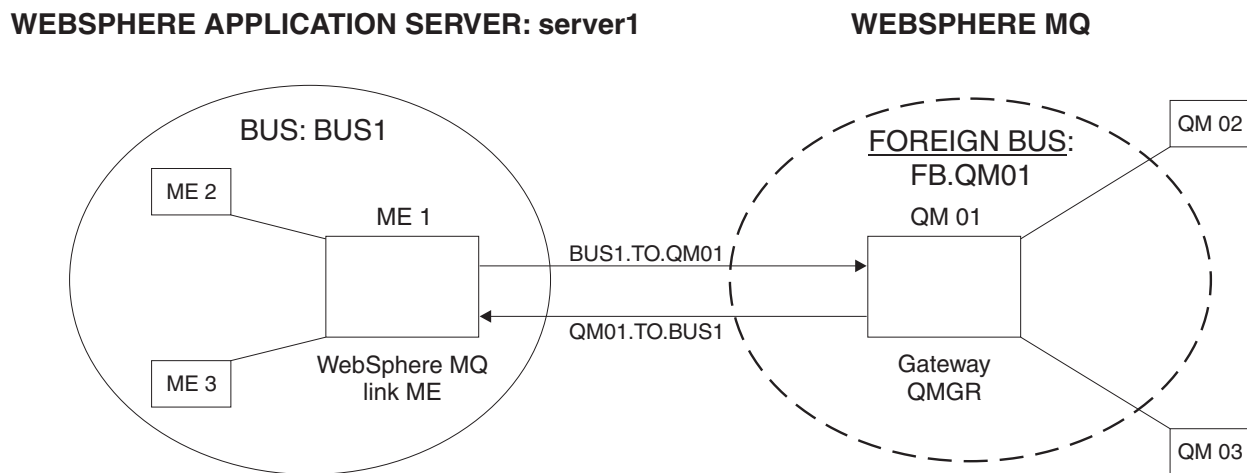 WEBSPHERE APPLICATION SERVER: server1
WEBSPHERE MQ
BUS: BUS1
ME 2
ME 1
ME 3
WebSphere MQ
link ME
BUS1.TO.QM01
QM01.TO.BUS1
FOREIGN BUS:
FB.QM01
QM 01
Gateway
QMGR
QM 02
QM 03